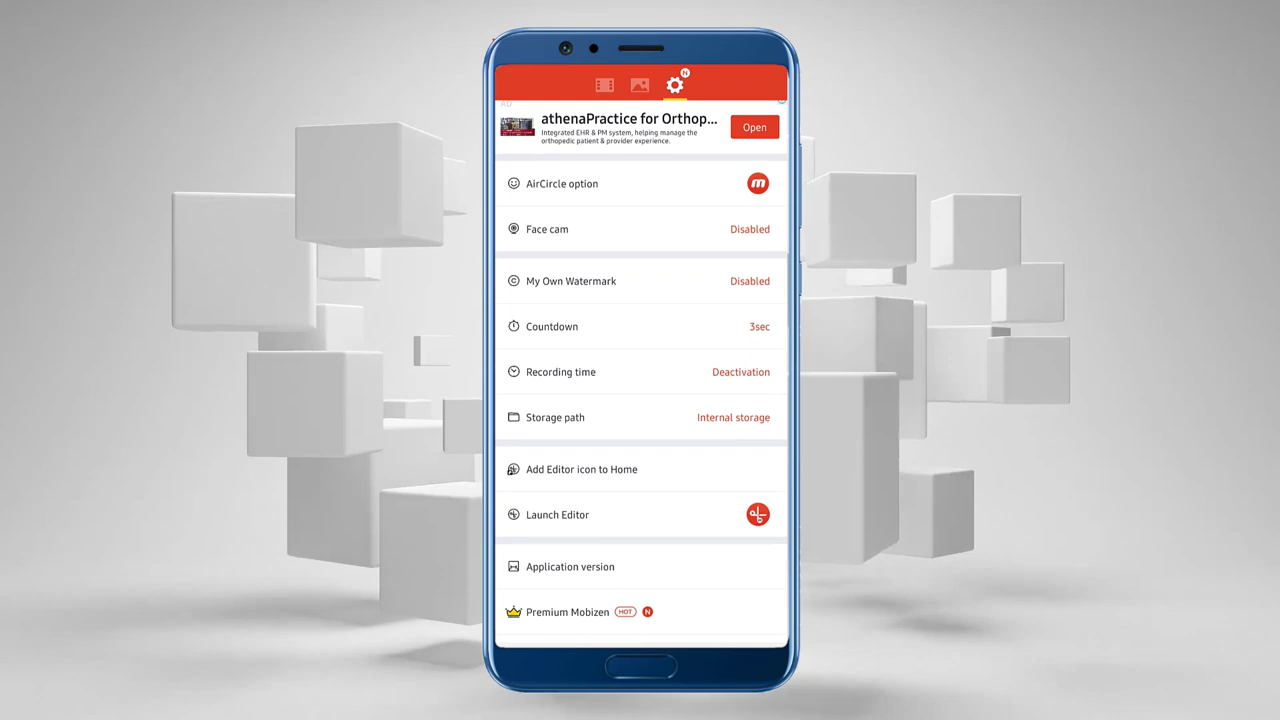 N
AD
athenaPractice for Orthop...
Integrated EHR & PM system, helping manage the
orthopedic patient & provider experience.
Open
AirCircle option
m
Face cam
Disabled
My Own Watermark
Disabled
Countdown
3sec
Recording time
Deactivation
Storage path
Internal storage
Add Editor icon to Home
Launch Editor
Application version
Premium Mobizen HOT N